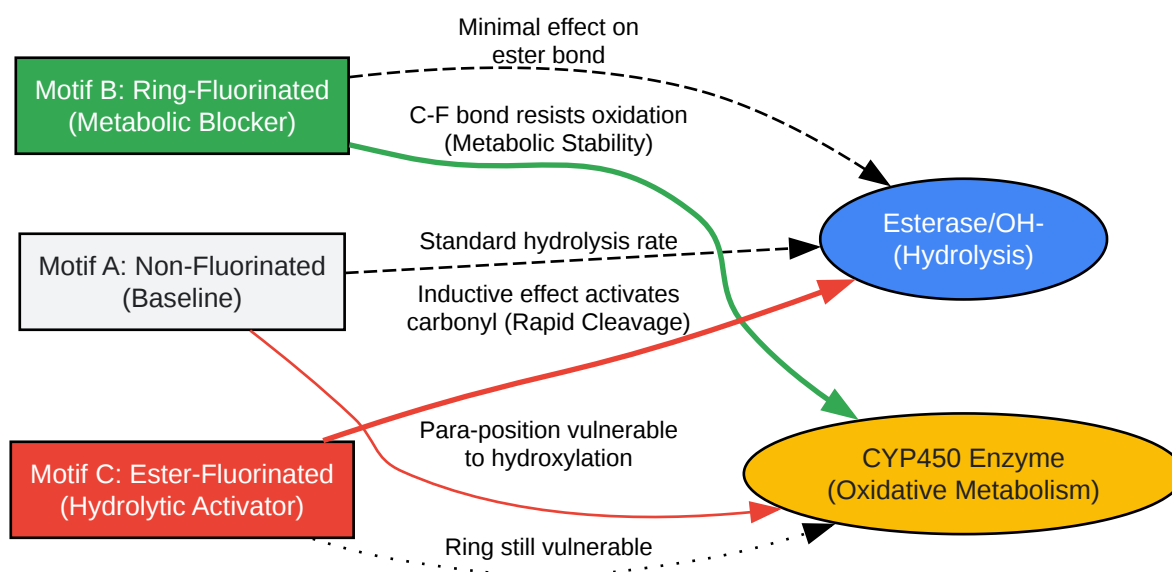 Minimal effect on
ester bond
Motif B: Ring-Fluorinated
(Metabolic Blocker)
C-F bond resists oxidation
(Metabolic Stability)
Esterase/OH-
(Hydrolysis)
Standard hydrolysis rate
Motif A: Non-Fluorinated
(Baseline)
Inductive effect activates
carbonyl (Rapid Cleavage)
Para-position vulnerable
to hydroxylation
CYP450 Enzyme
(Oxidative Metabolism)
Motif C: Ester-Fluorinated
(Hydrolytic Activator)
Ring still vulnerable